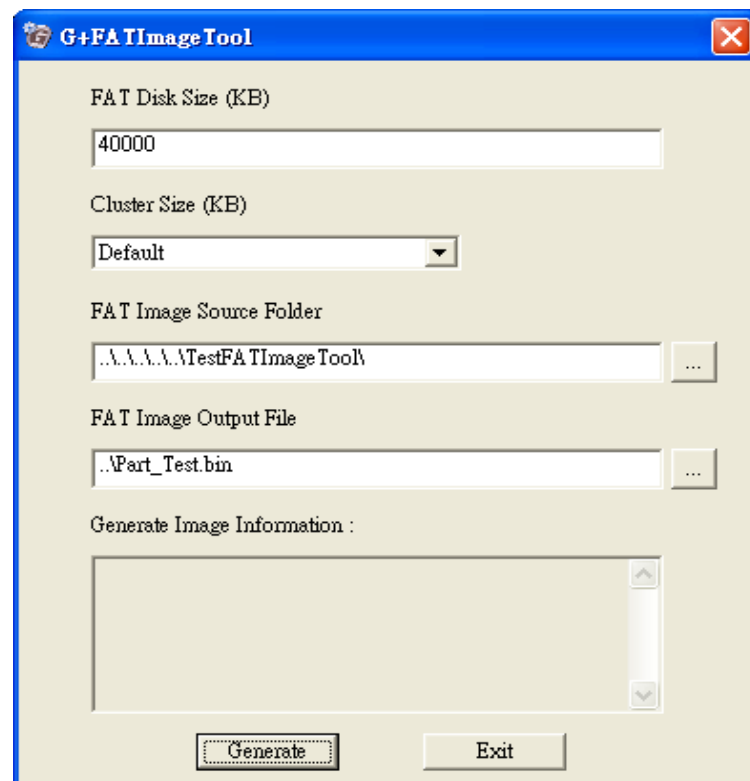 G+FATImageTool
FAT Disk Size (KB)
40000
Cluster Size (KB)
Default
FAT Image Source Folder
..\..\..\..\..\TestFATImageTool\
...
FAT Image Output File
..\Part_Test.bin
...
Generate Image Information :
Generate
Exit